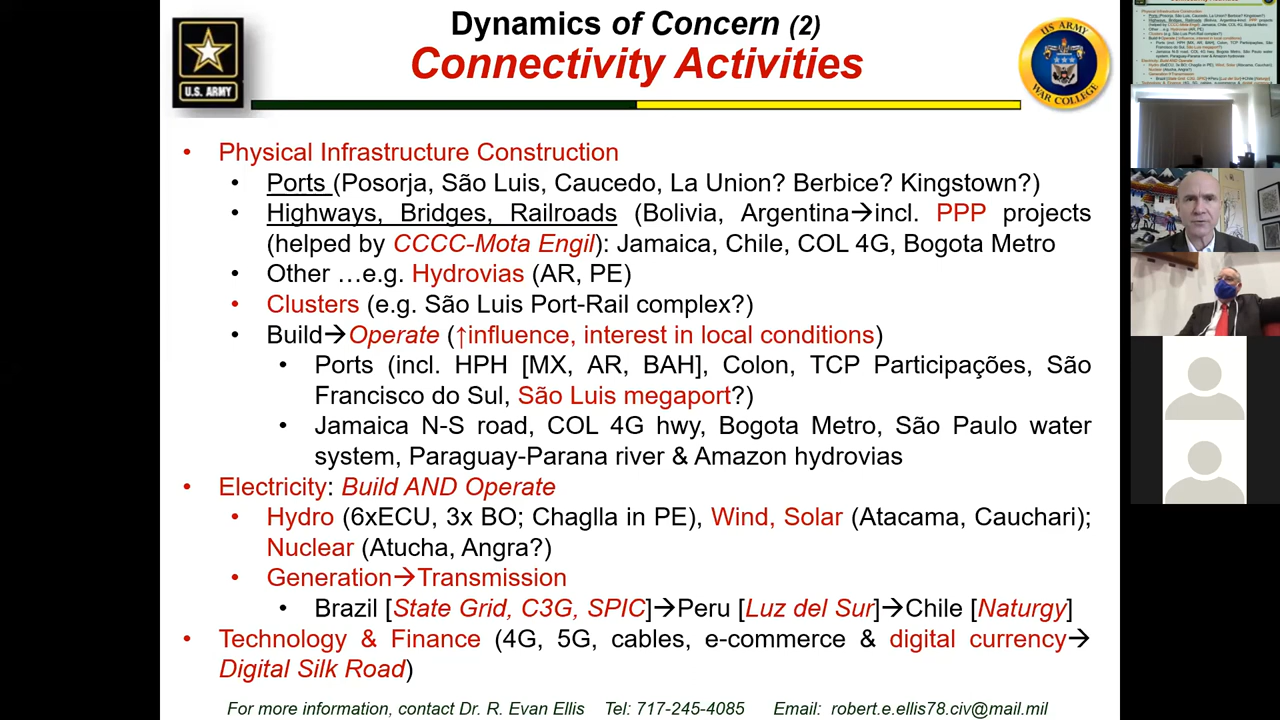 Dynamics of Concern (2)
Connectivity Activities
U.S. ARMY
U.S. ARMY
WAR COLLEGE
• Physical Infrastructure Construction
• Ports (Posorja, São Luis, Caucedo, La Union? Berbice? Kingstown?)
• Highways, Bridges, Railroads (Bolivia, Argentina→incl. PPP projects
(helped by CCCC-Mota Engil): Jamaica, Chile, COL 4G, Bogota Metro
• Other …e.g. Hydrovias (AR, PE)
• Clusters (e.g. São Luis Port-Rail complex?)
• Build→Operate (↑influence, interest in local conditions)
• Ports (incl. HPH [MX, AR, BAH], Colon, TCP Participações, São
Francisco do Sul, São Luis megaport?)
• Jamaica N-S road, COL 4G hwy, Bogota Metro, São Paulo water
system, Paraguay-Parana river & Amazon hydrovias
• Electricity: Build AND Operate
• Hydro (6xECU, 3x BO; Chaglla in PE), Wind, Solar (Atacama, Cauchari);
Nuclear (Atucha, Angra?)
• Generation→Transmission
• Brazil [State Grid, C3G, SPIC]→Peru [Luz del Sur]→Chile [Naturgy]
• Technology & Finance (4G, 5G, cables, e-commerce & digital currency→
Digital Silk Road)
For more information, contact Dr. R. Evan Ellis Tel: 717-245-4085 Email: robert.e.ellis78.civ@mail.mil